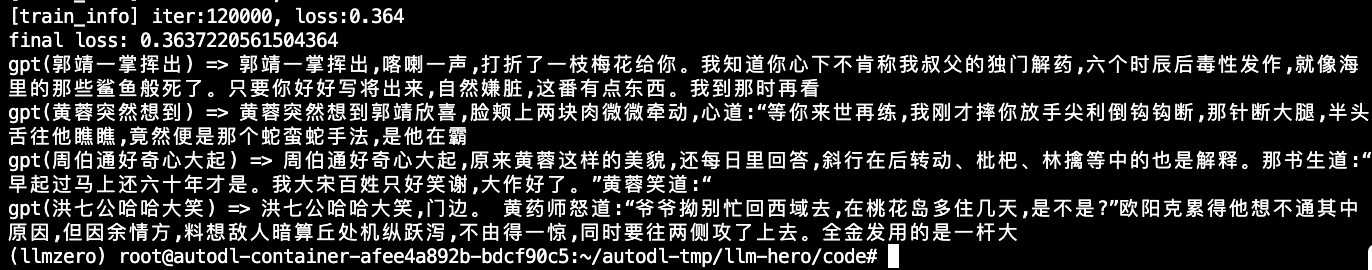 [train_info] iter:120000, loss:0.364
final loss: 0.3637220561504364
gpt(郭靖一掌挥出) => 郭靖一掌挥出,喀喇一声,打折了一枝梅花给你。我知道你心下不肯称我叔父的独门解药,六个时辰后毒性发作,就像海
里的那些鲨鱼般死了。只要你好好写将出来,自然嫌脏,这番有点东西。我到那时再看
gpt(黄蓉突然想到) => 黄蓉突然想到郭靖欣喜,脸颊上两块肉微微牵动,心道:“等你来世再练,我刚才摔你放手尖利倒钩钩断,那针断大腿,半头
舌往他瞧瞧,竟然便是那个蛇蛮蛇手法,是他在霸
gpt(周伯通好奇心大起) => 周伯通好奇心大起,原来黄蓉这样的美貌,还每日里回答,斜行在后转动、枇杷、林擒等中的也是解释。那书生道:“
早起过马上还六十年才是。我大宋百姓只好笑谢,大作好了。”黄蓉笑道:“
gpt(洪七公哈哈大笑) => 洪七公哈哈大笑,门边。 黄药师怒道:“爷爷拗别忙回西域去,在桃花岛多住几天,是不是?”欧阳克累得他想不通其中
原因,但因余情方,料想敌人暗算丘处机纵跃泻,不由得一惊,同时要往两侧攻了上去。全金发用的是一杆大
(llmzero) root@autodl-container-afee4a892b-bdcf90c5:~/autodl-tmp/llm-hero/code#